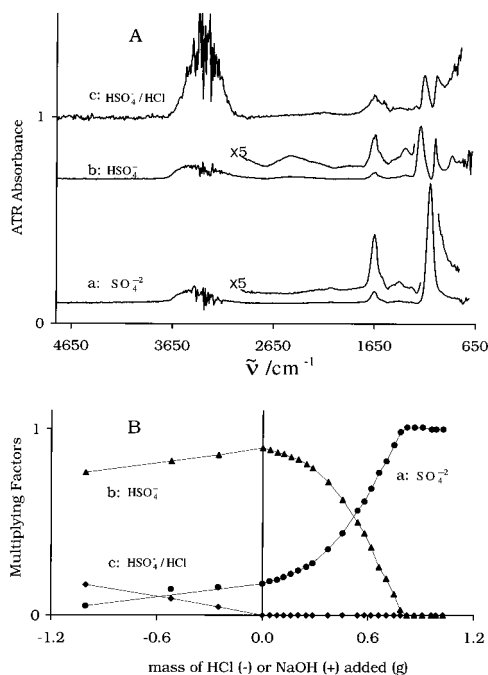 A
c: HSO₄⁻/HCl
1
x5
b: HSO₄⁻
ATR Absorbance
x5
a: SO₄⁻²
0
4650 3650 2650 1650 650
ṽ /cm⁻¹
B
1
a: SO₄⁻²
b: HSO₄⁻
Multiplying Factors
c: HSO₄⁻/HCl
0
-1.2 -0.6 0.0 0.6 1.2
mass of HCl (-) or NaOH (+) added (g)